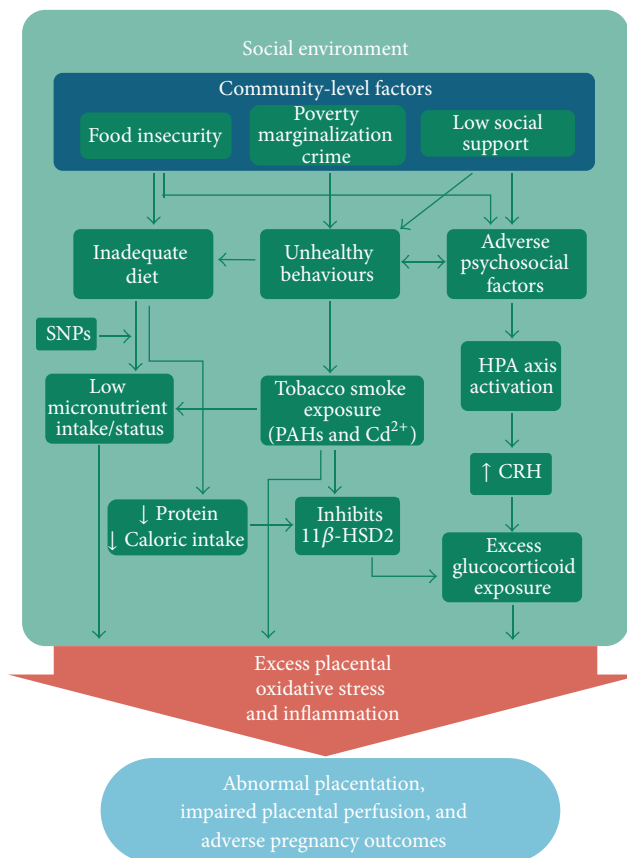 Social environment
Community-level factors
Food insecurity
Poverty
marginalization
crime
Low social
support
Inadequate
diet
Unhealthy
behaviours
Adverse
psychosocial
factors
SNPs
HPA axis
activation
Low
micronutrient
intake/status
Tobacco smoke
exposure
(PAHs and Cd²⁺)
↑ CRH
↓ Protein
↓ Caloric intake
Inhibits
11β-HSD2
Excess
glucocorticoid
exposure
Excess placental
oxidative stress
and inflammation
Abnormal placentation,
impaired placental perfusion, and
adverse pregnancy outcomes